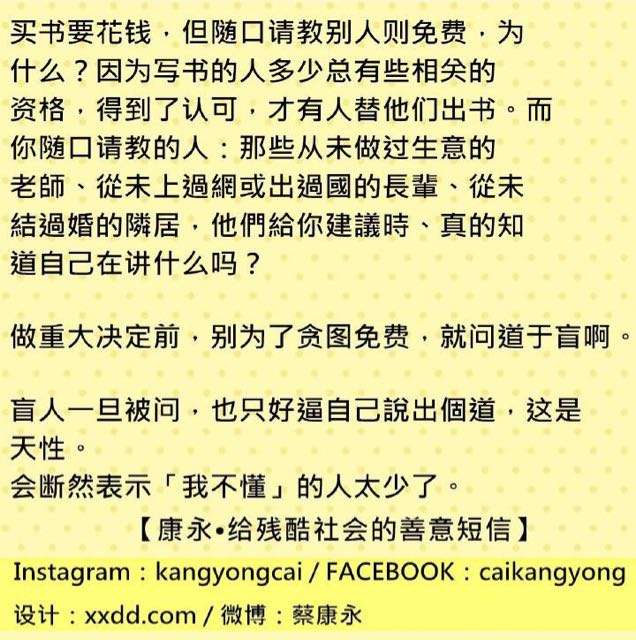 买书要花钱，但随口请教别人则免费，为
什么？因为写书的人多少总有些相关的
资格，得到了认可，才有人替他们出书。而
你随口请教的人：那些从未做过生意的
老師、從未上過網或出過國的長輩、從未
結過婚的隣居，他們給你建議時、真的知
道自己在讲什么吗？
做重大决定前，别为了贪图免费，就问道于盲啊。
盲人一旦被问，也只好逼自己說出個道，这是
天性。
会断然表示「我不懂」的人太少了。
【康永•给残酷社会的善意短信】
Instagram：kangyongcai / FACEBOOK：caikangyong
设计：xxdd.com / 微博：蔡康永